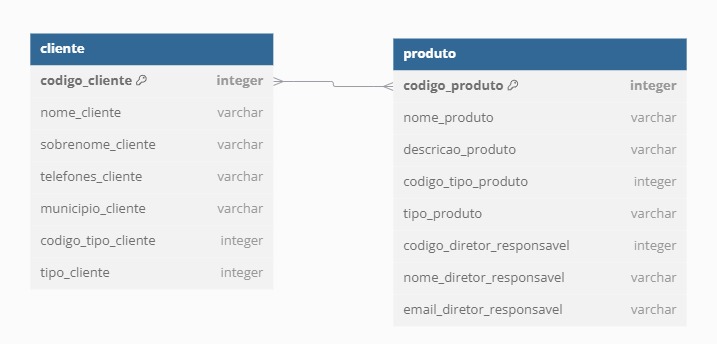 cliente
codigo_cliente integer
nome_cliente varchar
sobrenome_cliente varchar
telefones_cliente varchar
municipio_cliente varchar
codigo_tipo_cliente integer
tipo_cliente integer
produto
codigo_produto integer
nome_produto varchar
descricao_produto varchar
codigo_tipo_produto integer
tipo_produto varchar
codigo_diretor_responsavel integer
nome_diretor_responsavel varchar
email_diretor_responsavel varchar